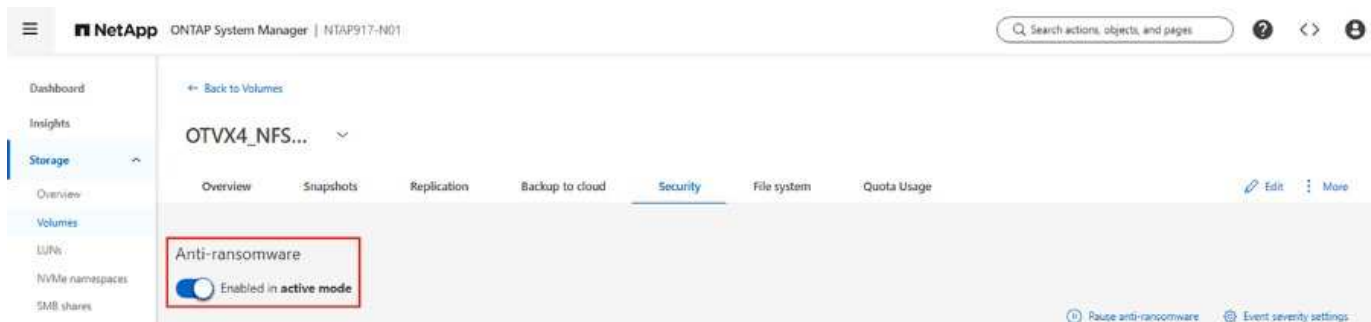 NetApp ONTAP System Manager | NTAP917-N01
Search actions, objects, and pages
Dashboard
Insights
Storage
Overview
Volumes
LUNs
NVMe namespaces
SMB shares
← Back to Volumes
OTVX4_NFS...
Overview Snapshots Replication Backup to cloud Security File system Quota Usage
Edit More
Anti-ransomware
Enabled in active mode
Pause anti-ransomware Event severity settings